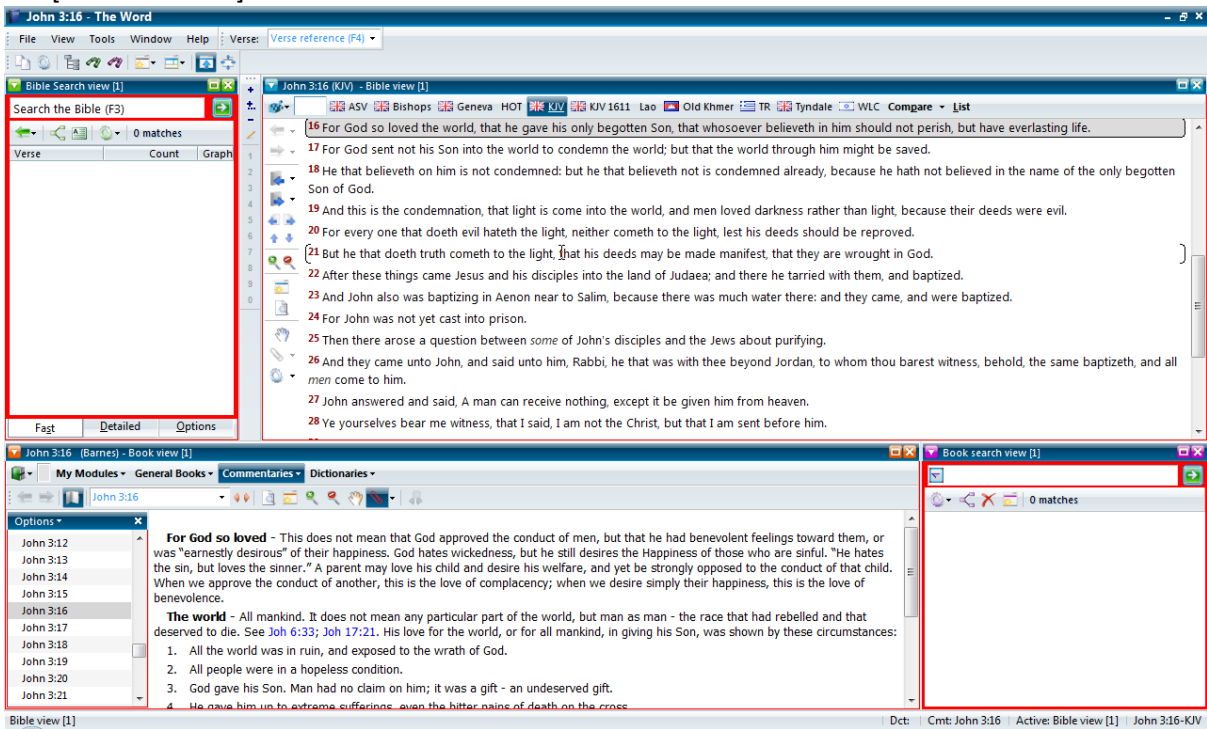 John 3:16 - The Word
File View Tools Window Help Verse: Verse reference (F4)
Bible Search view [1]
Search the Bible (F3)
0 matches
Verse Count Graph
Fast Detailed Options
1
2
3
4
5
6
7
8
9
0
John 3:16 (KJV) - Bible view [1]
ASV Bishops Geneva HOT KJV KJV 1611 Lao Old Khmer TR Tyndale WLC Compare List
16 For God so loved the world, that he gave his only begotten Son, that whosoever believeth in him should not perish, but have everlasting life.
17 For God sent not his Son into the world to condemn the world; but that the world through him might be saved.
18 He that believeth on him is not condemned: but he that believeth not is condemned already, because he hath not believed in the name of the only begotten
Son of God.
19 And this is the condemnation, that light is come into the world, and men loved darkness rather than light, because their deeds were evil.
20 For every one that doeth evil hateth the light, neither cometh to the light, lest his deeds should be reproved.
21 But he that doeth truth cometh to the light, that his deeds may be made manifest, that they are wrought in God.
22 After these things came Jesus and his disciples into the land of Judaea; and there he tarried with them, and baptized.
23 And John also was baptizing in Aenon near to Salim, because there was much water there: and they came, and were baptized.
24 For John was not yet cast into prison.
25 Then there arose a question between some of John's disciples and the Jews about purifying.
26 And they came unto John, and said unto him, Rabbi, he that was with thee beyond Jordan, to whom thou barest witness, behold, the same baptizeth, and all
men come to him.
27 John answered and said, A man can receive nothing, except it be given him from heaven.
28 Ye yourselves bear me witness, that I said, I am not the Christ, but that I am sent before him.
John 3:16 (Barnes) - Book view [1]
My Modules General Books Commentaries Dictionaries
John 3:16
Options
John 3:12
John 3:13
John 3:14
John 3:15
John 3:16
John 3:17
John 3:18
John 3:19
John 3:20
John 3:21
For God so loved - This does not mean that God approved the conduct of men, but that he had benevolent feelings toward them, or
was "earnestly desirous" of their happiness. God hates wickedness, but he still desires the Happiness of those who are sinful. "He hates
the sin, but loves the sinner." A parent may love his child and desire his welfare, and yet be strongly opposed to the conduct of that child.
When we approve the conduct of another, this is the love of complacency; when we desire simply their happiness, this is the love of
benevolence.
The world - All mankind. It does not mean any particular part of the world, but man as man - the race that had rebelled and that
deserved to die. See Joh 6:33; Joh 17:21. His love for the world, or for all mankind, in giving his Son, was shown by these circumstances:
1. All the world was in ruin, and exposed to the wrath of God.
2. All people were in a hopeless condition.
3. God gave his Son. Man had no claim on him; it was a gift - an undeserved gift.
4. He gave him up to extreme sufferings, even the bitter pains of death on the cross
Book search view [1]
0 matches
Bible view [1] Dct: Cmt: John 3:16 Active: Bible view [1] John 3:16-KJV